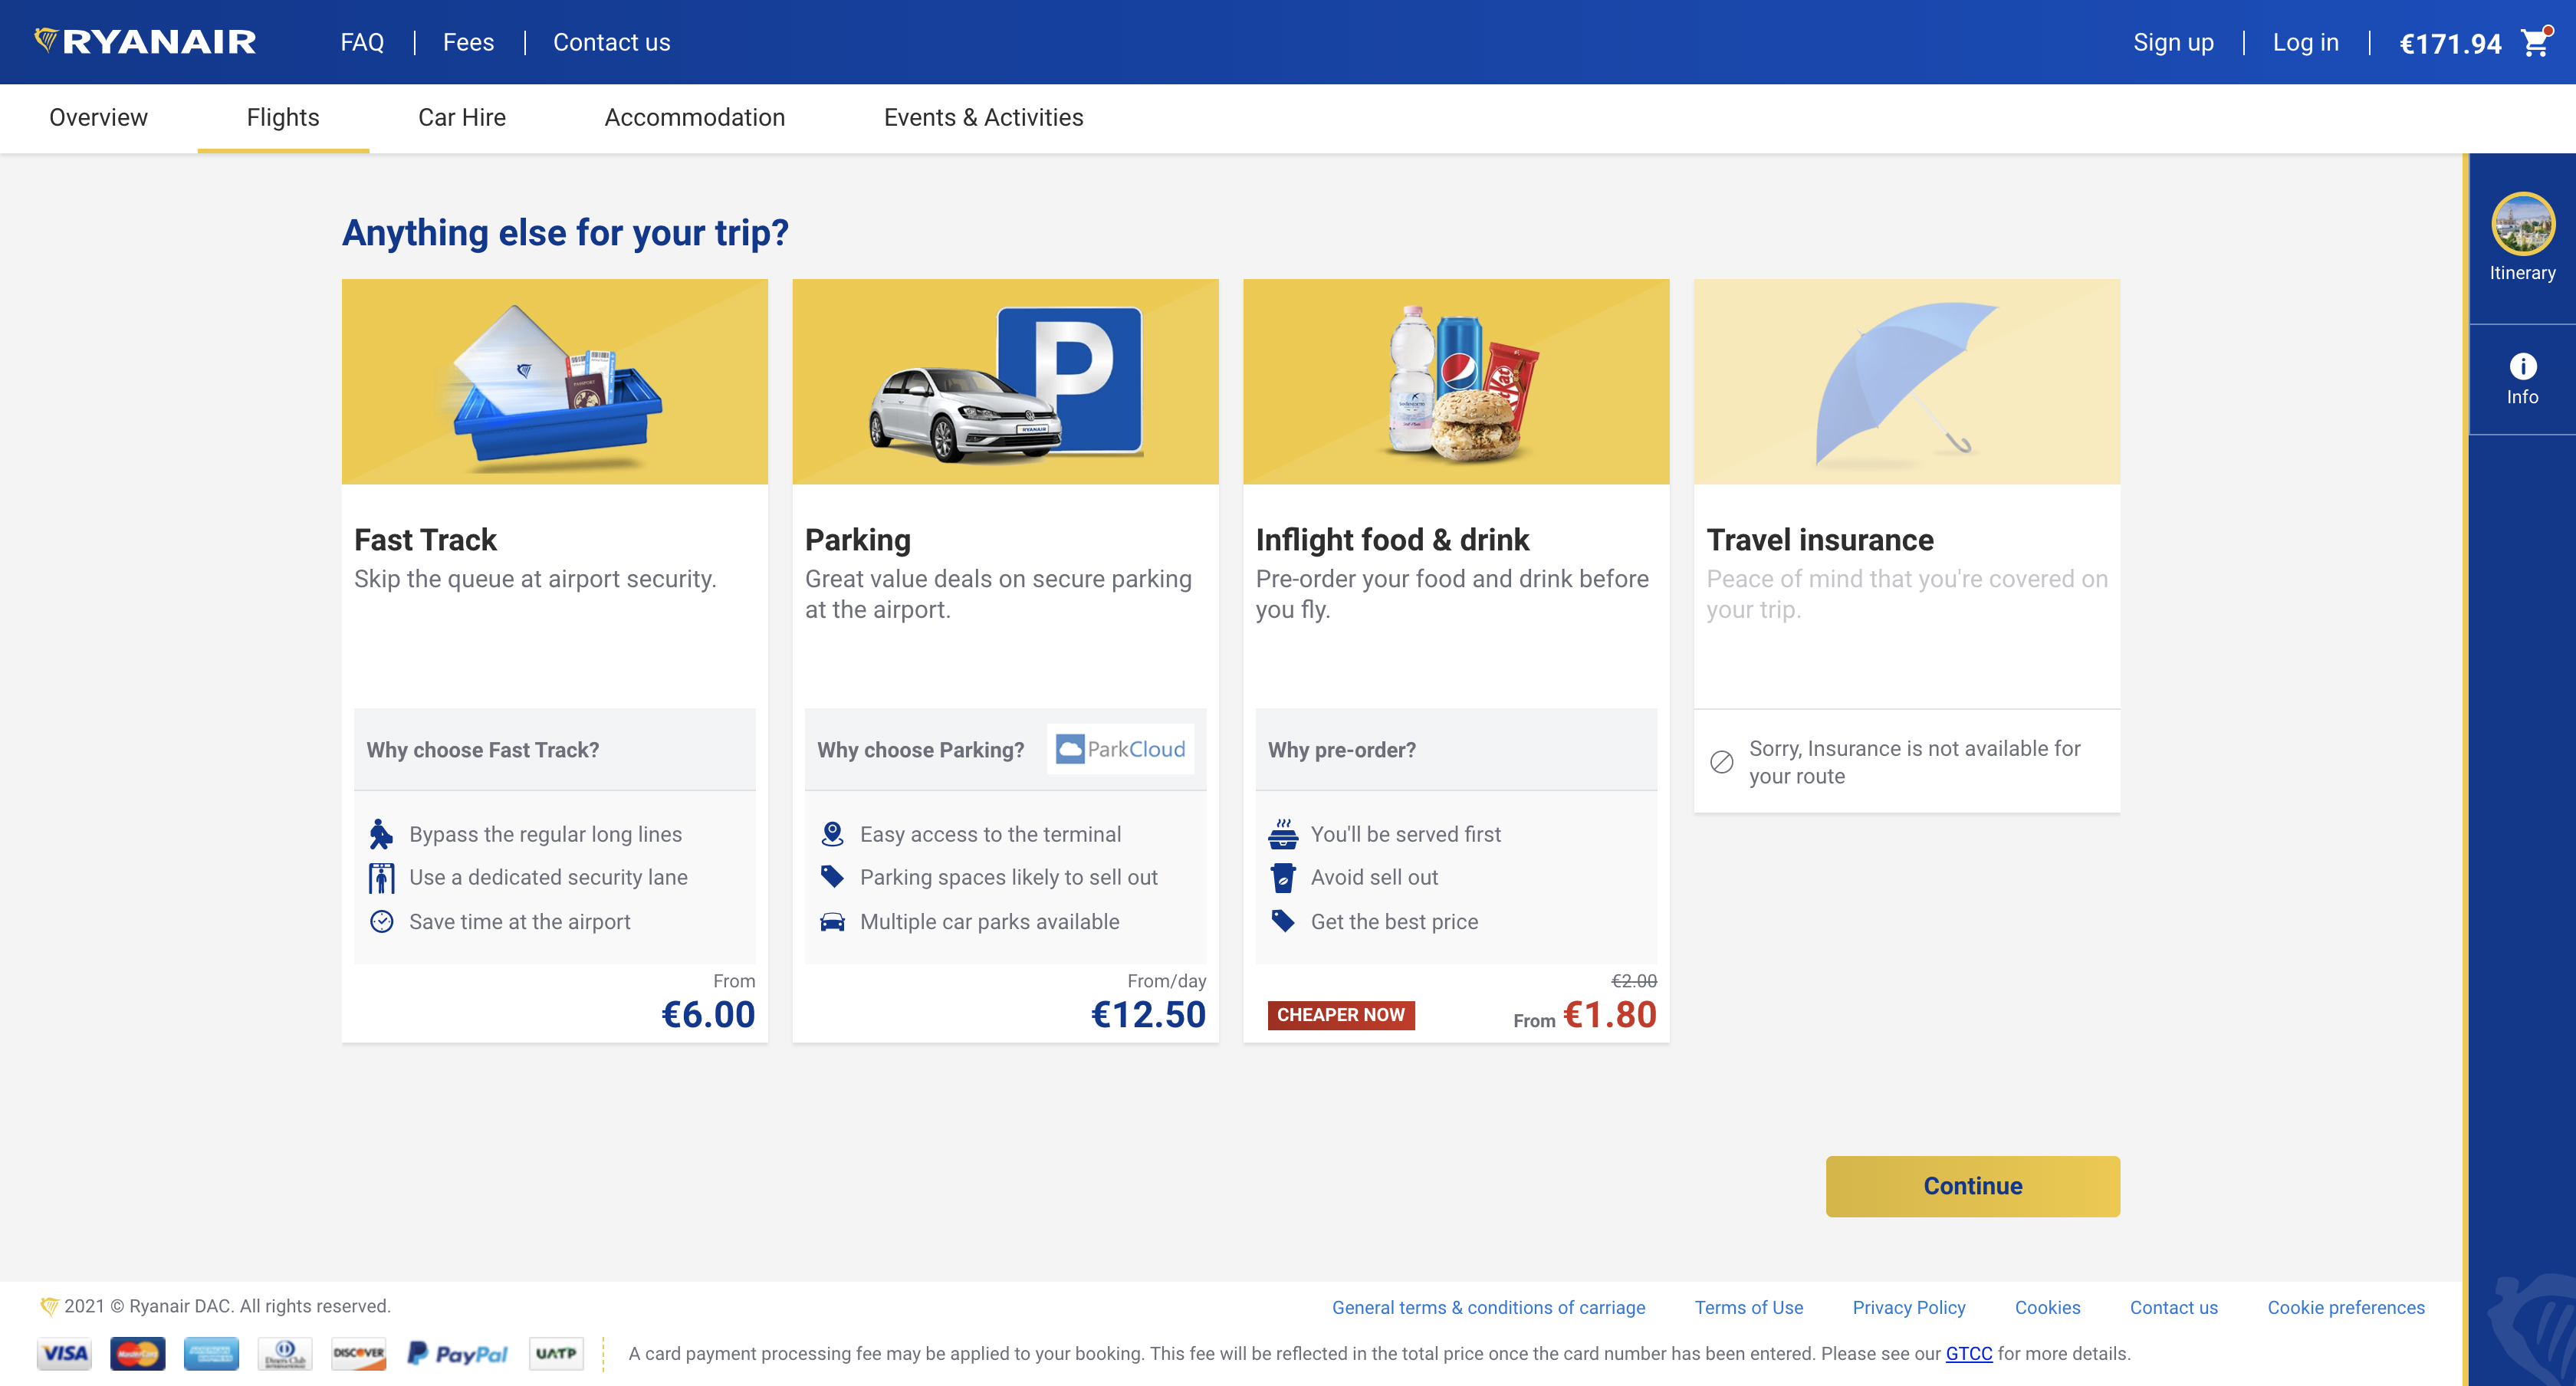 RYANAIR
FAQ
Fees
Contact us
Sign up
Log in
€171.94
Overview
Flights
Car Hire
Accommodation
Events & Activities
Itinerary
Info
Anything else for your trip?
PASSPORT
P
RYANAIR
Fast Track
Skip the queue at airport security.
Why choose Fast Track?
Bypass the regular long lines
Use a dedicated security lane
Save time at the airport
From
€6.00
Parking
Great value deals on secure parking
at the airport.
Why choose Parking?
ParkCloud
Easy access to the terminal
Parking spaces likely to sell out
Multiple car parks available
From/day
€12.50
KitKat
Inflight food & drink
Pre-order your food and drink before
you fly.
Why pre-order?
You'll be served first
Avoid sell out
Get the best price
€2.00
CHEAPER NOW
From €1.80
Travel insurance
Peace of mind that you're covered on
your trip.
Sorry, Insurance is not available for
your route
Continue
2021 © Ryanair DAC. All rights reserved.
General terms & conditions of carriage
Terms of Use
Privacy Policy
Cookies
Contact us
Cookie preferences
VISA
MasterCard
AMERICAN EXPRESS
Diners Club
INTERNATIONAL
DISCOVER
PayPal
UATP
A card payment processing fee may be applied to your booking. This fee will be reflected in the total price once the card number has been entered. Please see our GTCC for more details.